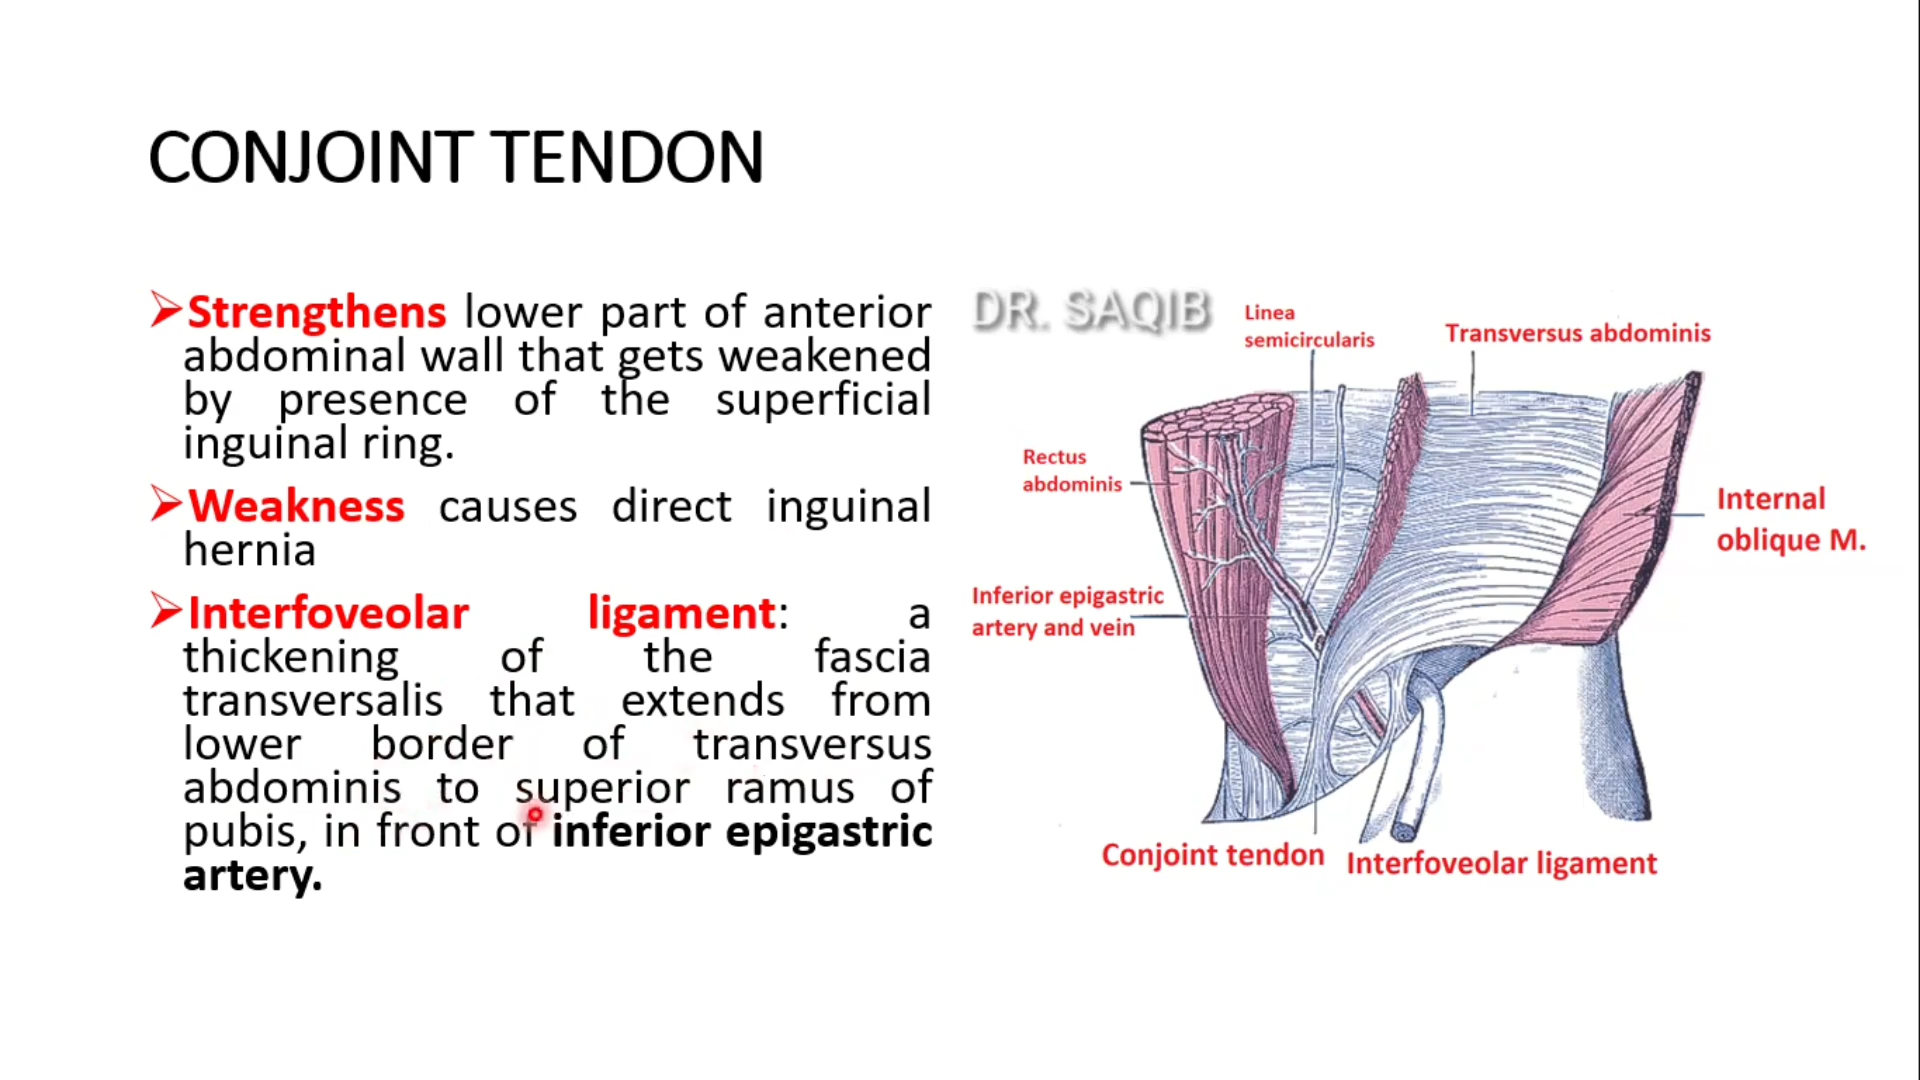 CONJOINT TENDON
➢Strengthens lower part of anterior
abdominal wall that gets weakened
by presence of the superficial
inguinal ring.
➢Weakness causes direct inguinal
hernia
➢Interfoveolar ligament: a
thickening of the fascia
transversalis that extends from
lower border of transversus
abdominis to superior ramus of
pubis, in front of inferior epigastric
artery.
DR. SAQIB
Linea
semicircularis
Transversus abdominis
Rectus
abdominis
Internal
oblique M.
Inferior epigastric
artery and vein
Conjoint tendon
Interfoveolar ligament